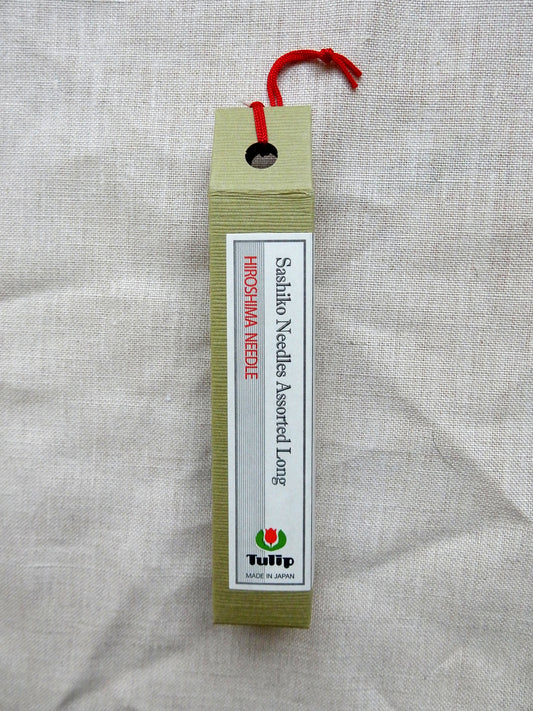 Sashiko Needles Assorted Long
HIROSHIMA NEEDLE
Tulip
MADE IN JAPAN